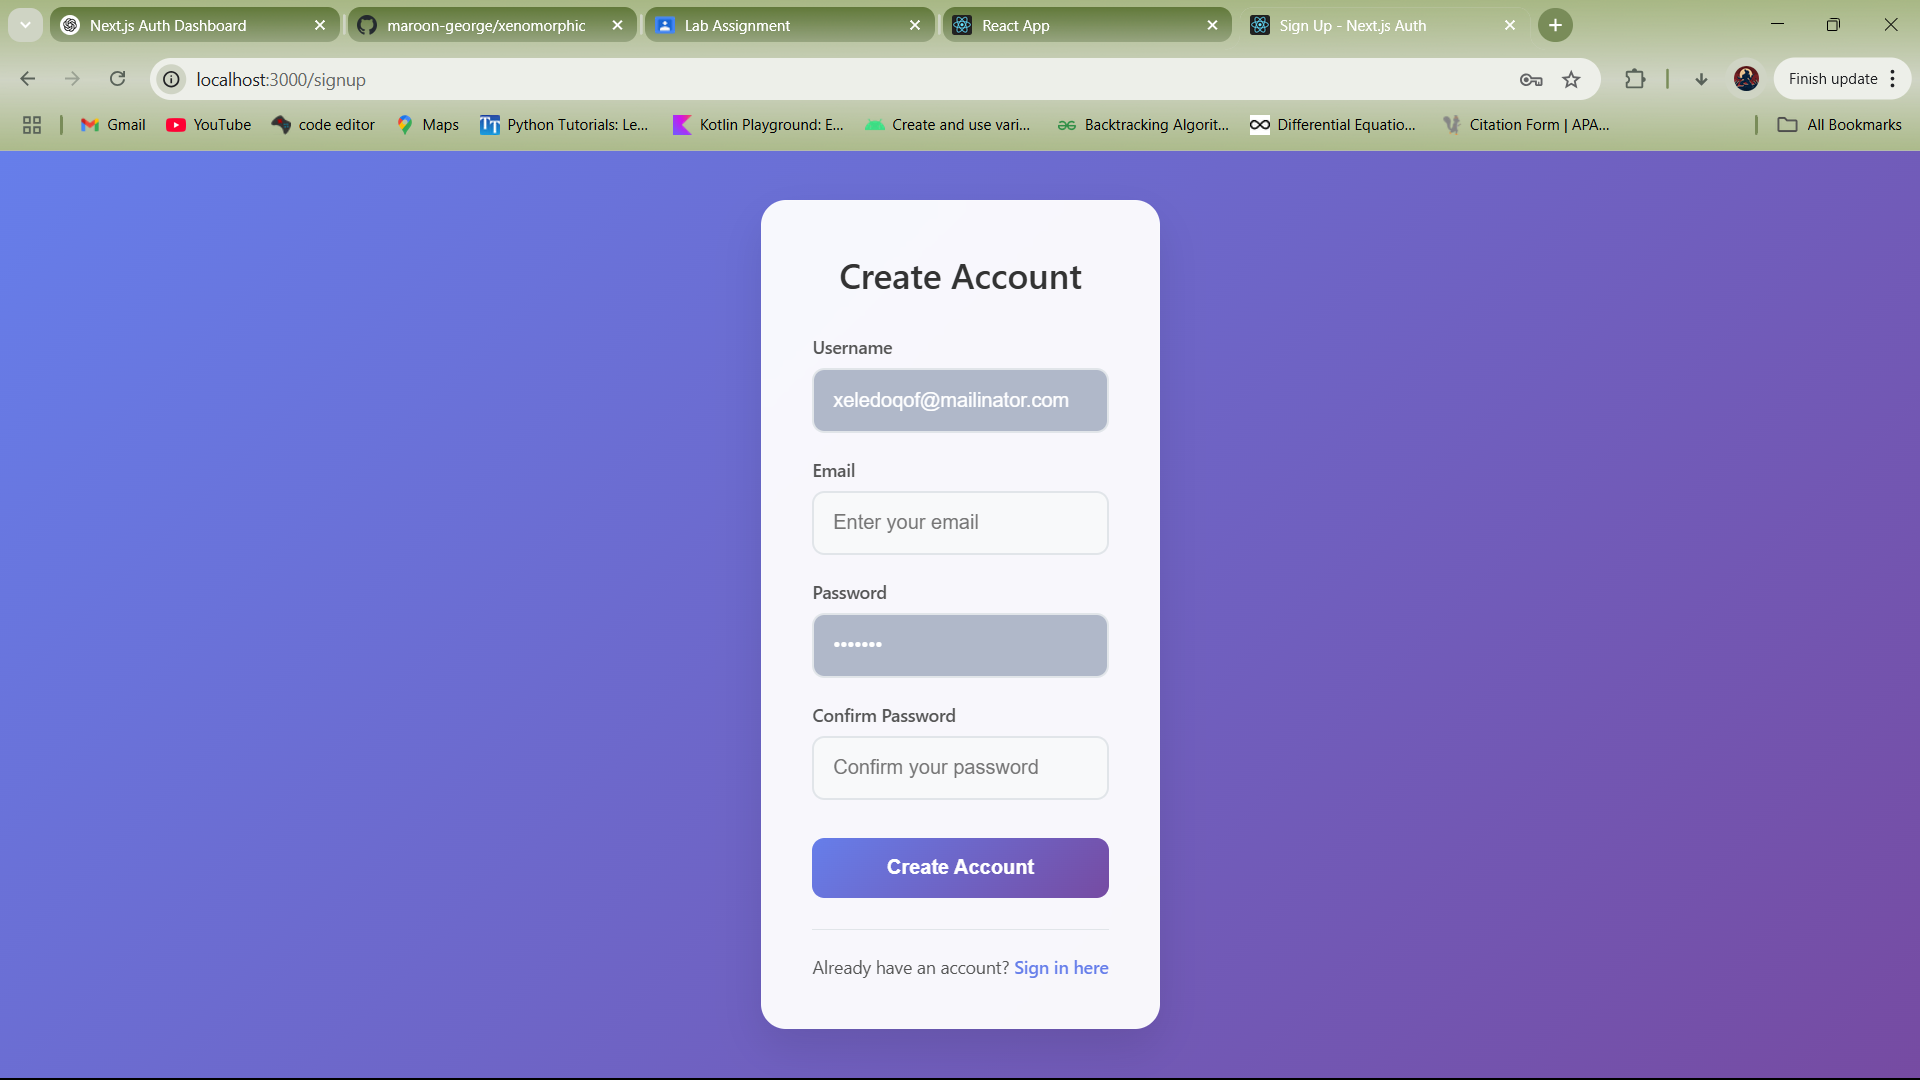 Next.js Auth Dashboard
maroon-george/xenomorphic
Lab Assignment
React App
Sign Up - Next.js Auth
localhost:3000/signup
Finish update
Gmail
YouTube
code editor
Maps
Python Tutorials: Le...
Kotlin Playground: E...
Create and use vari...
Backtracking Algorit...
Differential Equatio...
Citation Form | APA...
All Bookmarks
Create Account
Username
xeledoqof@mailinator.com
Email
Enter your email
Password
•••••••
Confirm Password
Confirm your password
Create Account
Already have an account? Sign in here